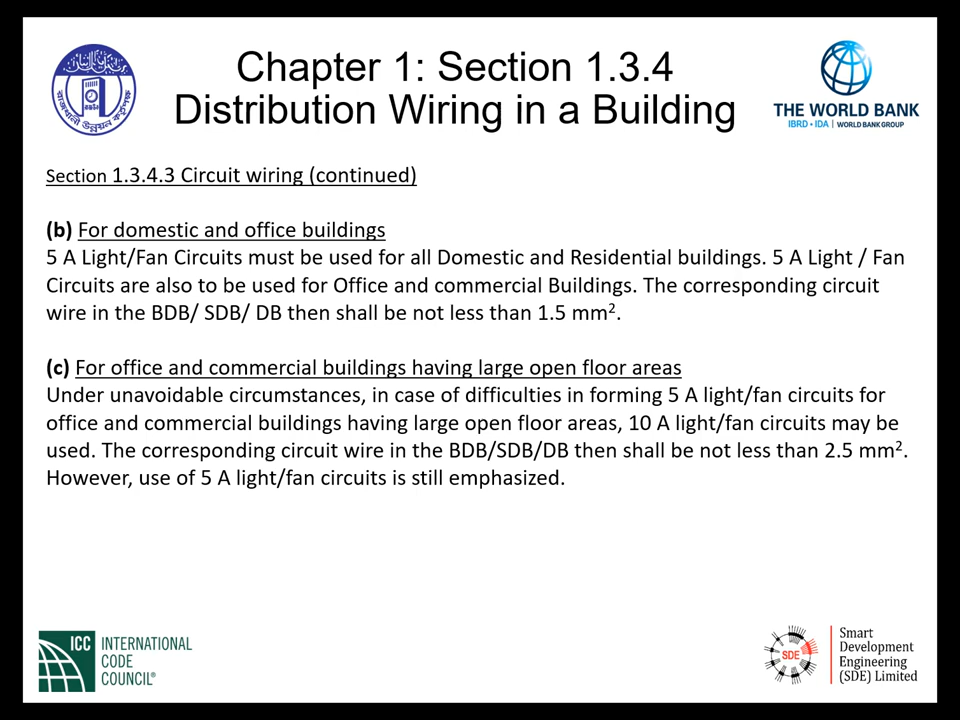 Chapter 1: Section 1.3.4
Distribution Wiring in a Building
THE WORLD BANK
IBRD • IDA | WORLD BANK GROUP
Section 1.3.4.3 Circuit wiring (continued)
(b) For domestic and office buildings
5 A Light/Fan Circuits must be used for all Domestic and Residential buildings. 5 A Light / Fan
Circuits are also to be used for Office and commercial Buildings. The corresponding circuit
wire in the BDB/ SDB/ DB then shall be not less than 1.5 mm².
(c) For office and commercial buildings having large open floor areas
Under unavoidable circumstances, in case of difficulties in forming 5 A light/fan circuits for
office and commercial buildings having large open floor areas, 10 A light/fan circuits may be
used. The corresponding circuit wire in the BDB/SDB/DB then shall be not less than 2.5 mm².
However, use of 5 A light/fan circuits is still emphasized.
ICC INTERNATIONAL
CODE
COUNCIL®
SDE
Smart
Development
Engineering
(SDE) Limited